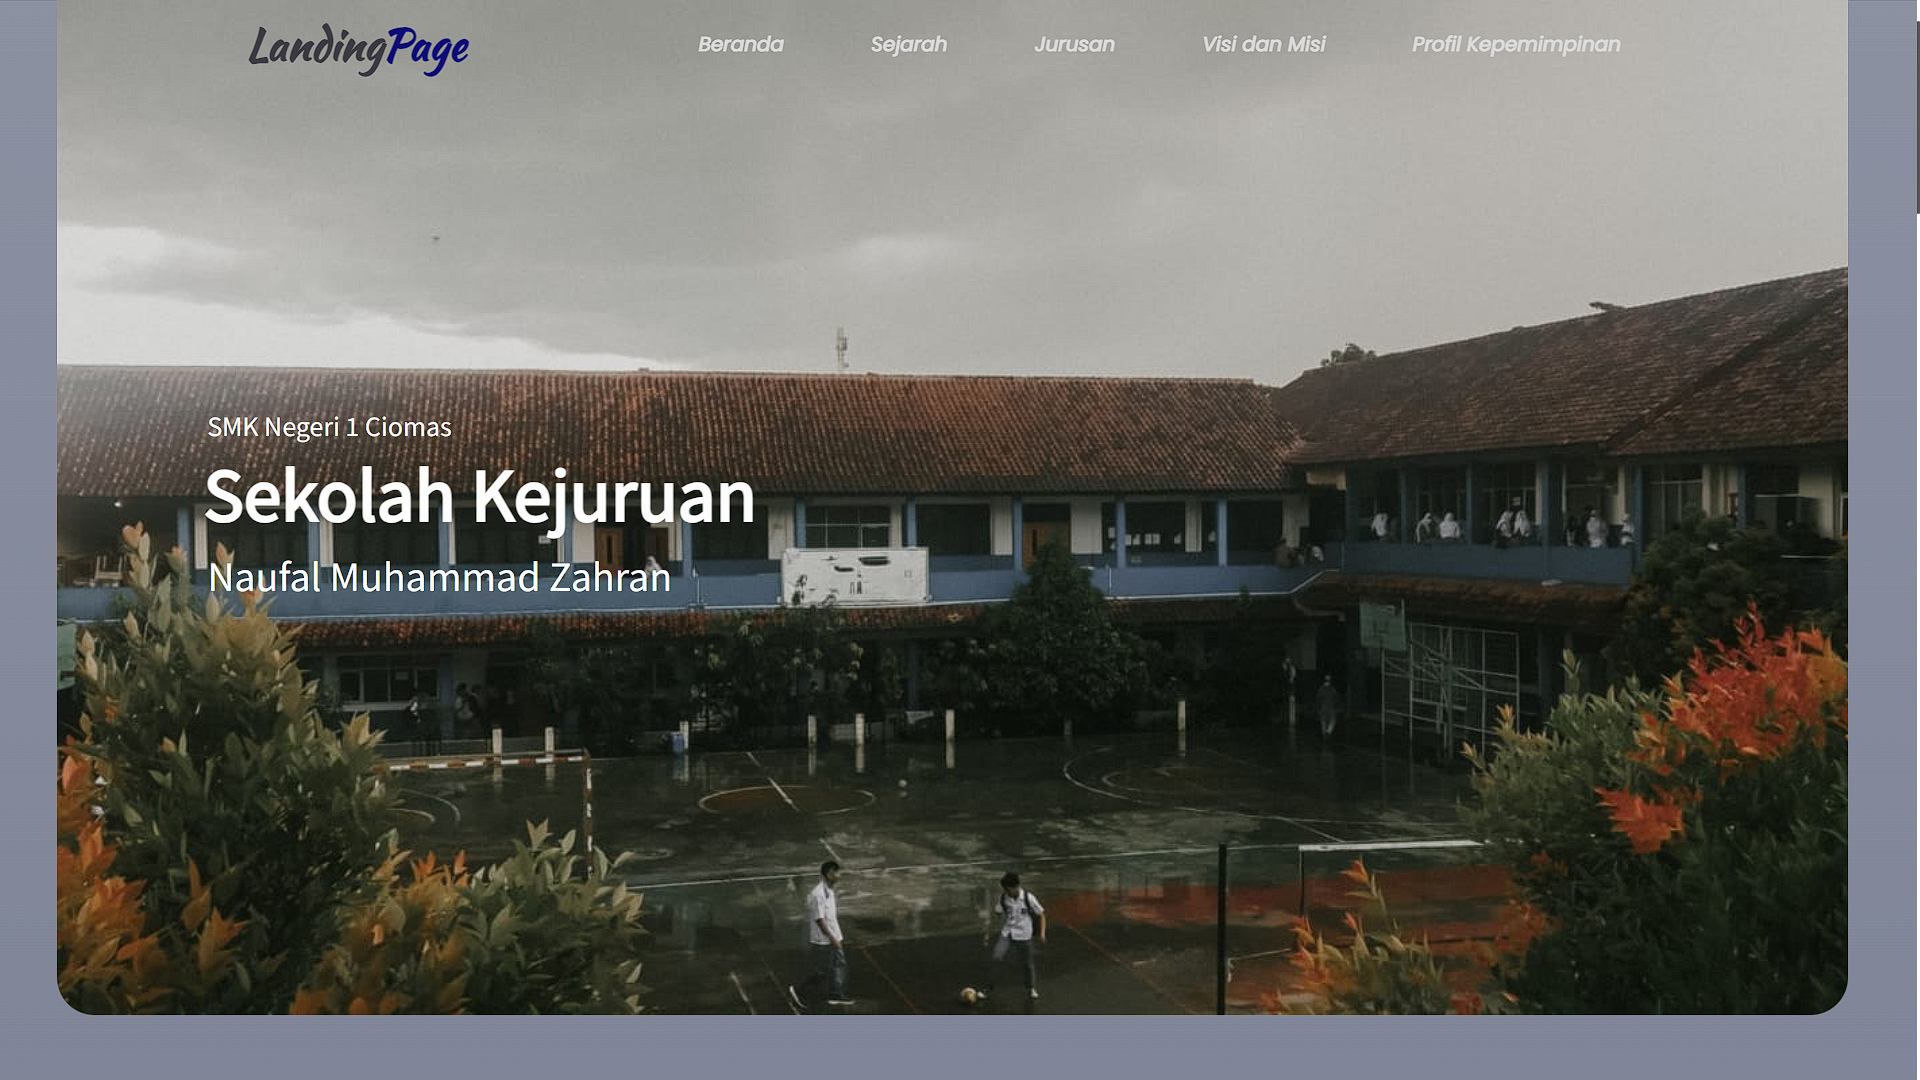 LandingPage
Beranda
Sejarah
Jurusan
Visi dan Misi
Profil Kepemimpinan
SMK Negeri 1 Ciomas
Sekolah Kejuruan
Naufal Muhammad Zahran